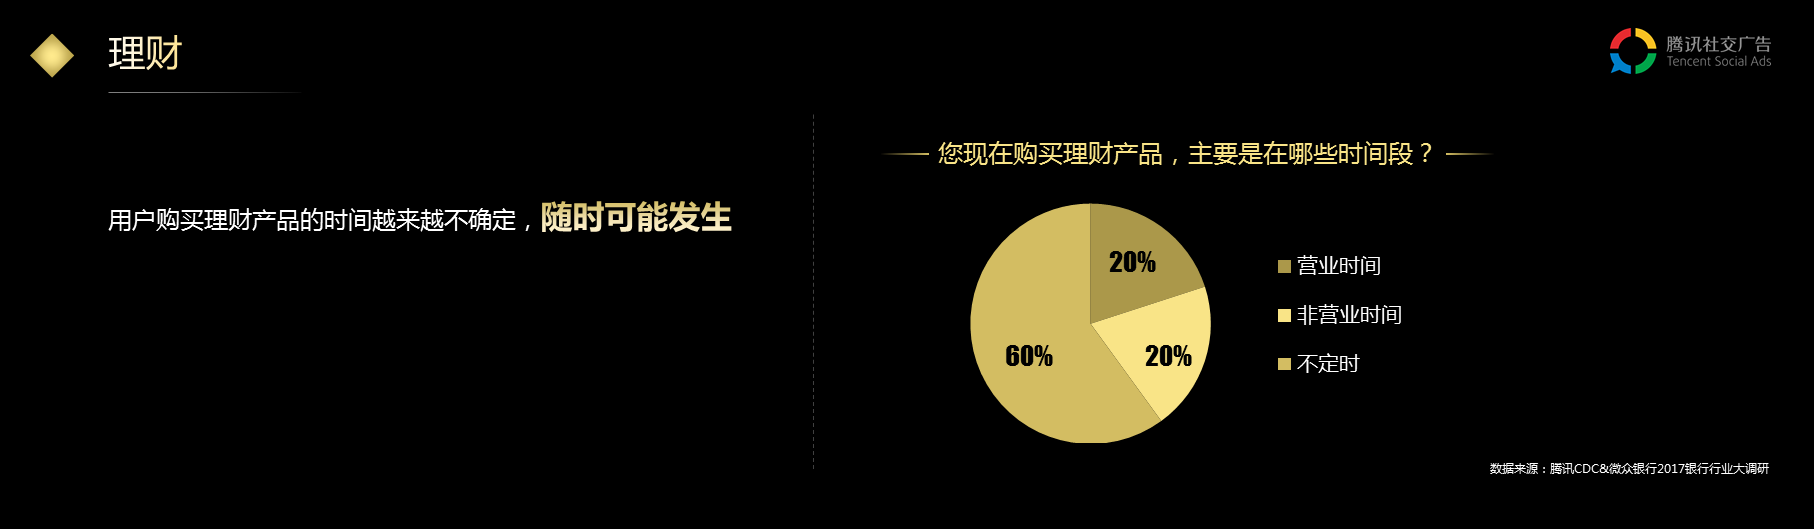 理财
腾讯社交广告
Tencent Social Ads
用户购买理财产品的时间越来越不确定，随时可能发生
您现在购买理财产品，主要是在哪些时间段？
20%
20%
60%
营业时间
非营业时间
不定时
数据来源：腾讯CDC&微众银行2017银行行业大调研